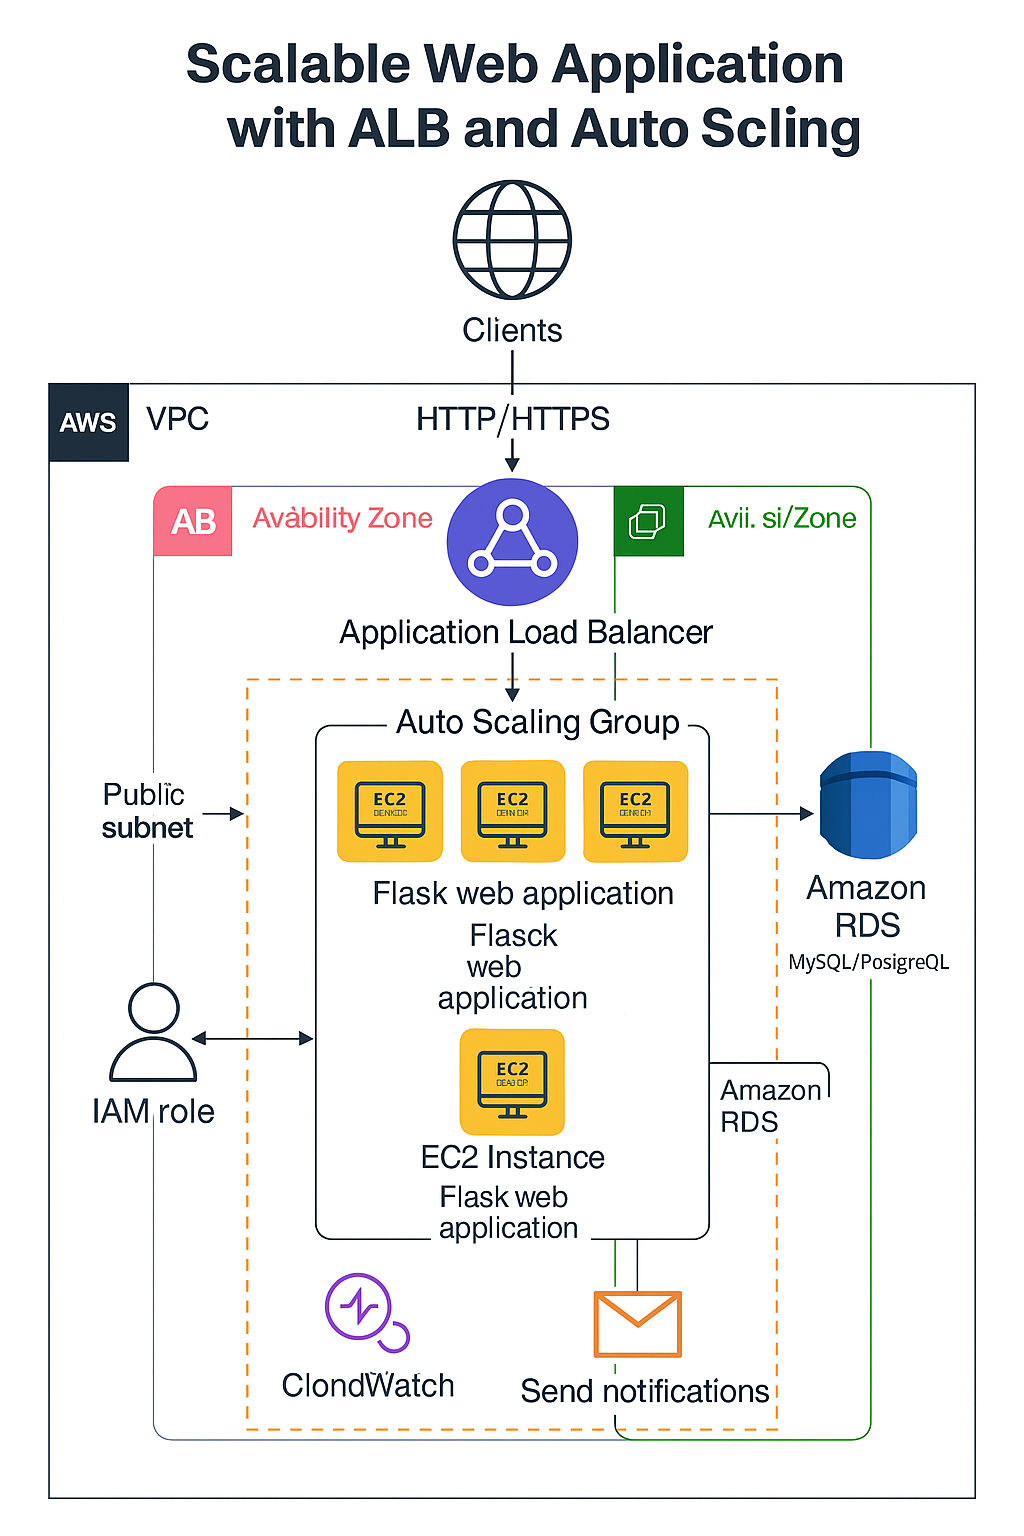 Scalable Web Application
with ALB and Auto Scling
Clients
AWS
VPC
HTTP/HTTPS
AB
Avàbility Zone
Avii. si/Zone
Application Load Balancer
Auto Scaling Group
EC2
EC2
EC2
Public
subnet
Flask web application
Flasck
web
application
Amazon
RDS
MySQL/PosigreQL
IAM role
EC2
Amazon
RDS
EC2 Instance
Flask web
application
ClondWatch
Send notifications